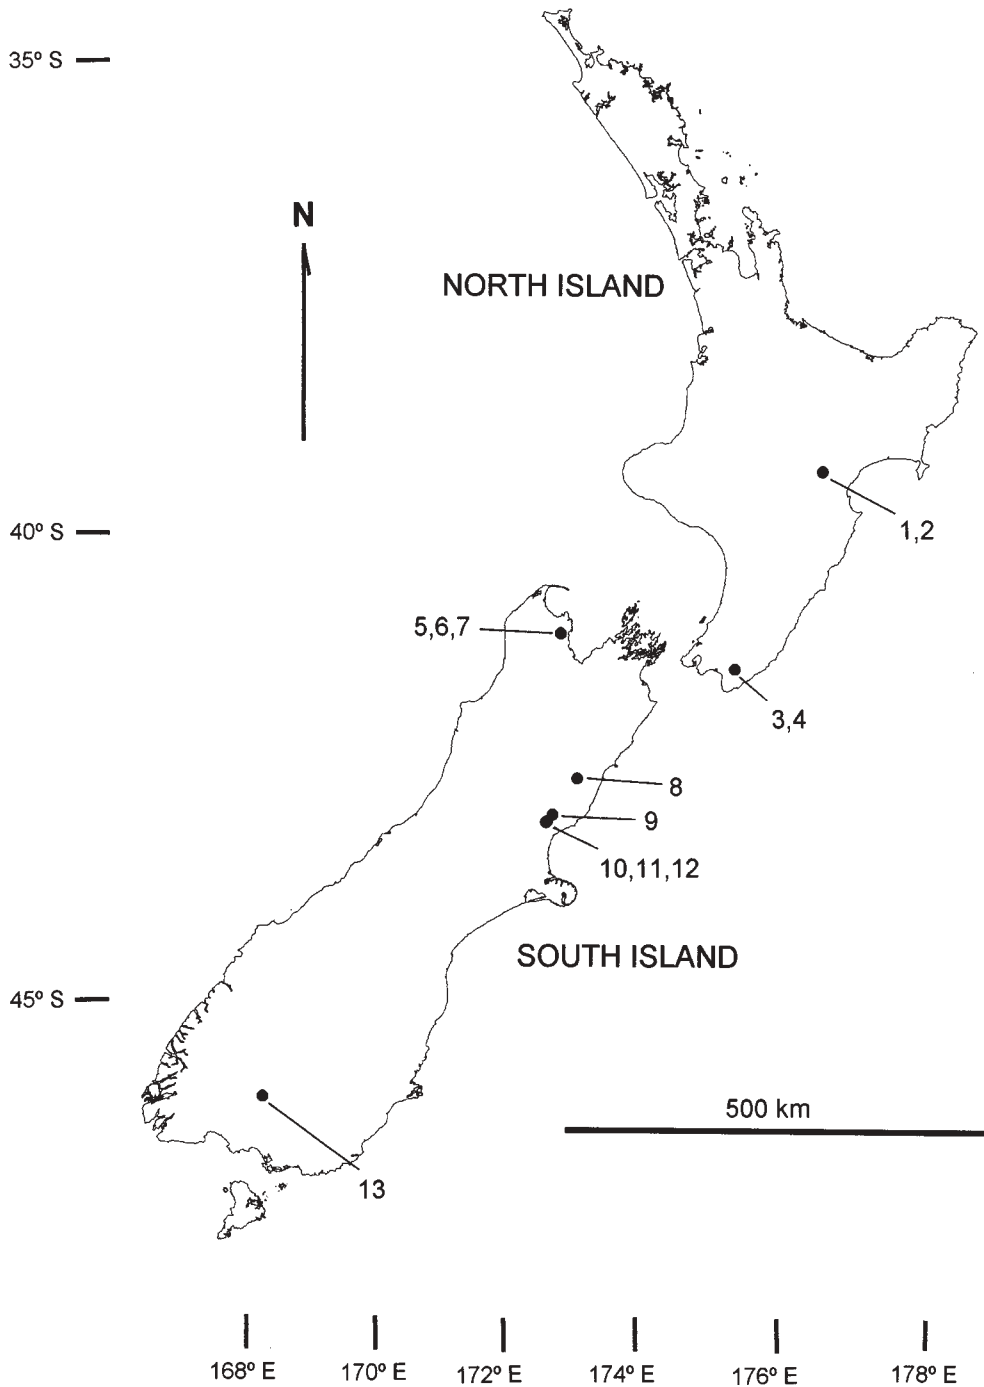 35º S
N
NORTH ISLAND
1,2
40º S
5,6,7
3,4
8
9
10,11,12
SOUTH ISLAND
45º S
500 km
13
168º E
170º E
172º E
174º E
176º E
178º E